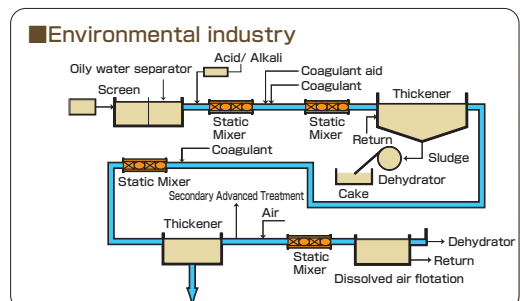 ■Environmental industry
Acid/ Alkali
Oily water separator
Screen
Coagulant aid
Coagulant
Thickener
Static
Mixer
Static
Mixer
Return
Sludge
Dehydrator
Cake
Coagulant
Static Mixer
Secondary Advanced Treatment
Thickener
Air
Static
Mixer
Dehydrator
Return
Dissolved air flotation